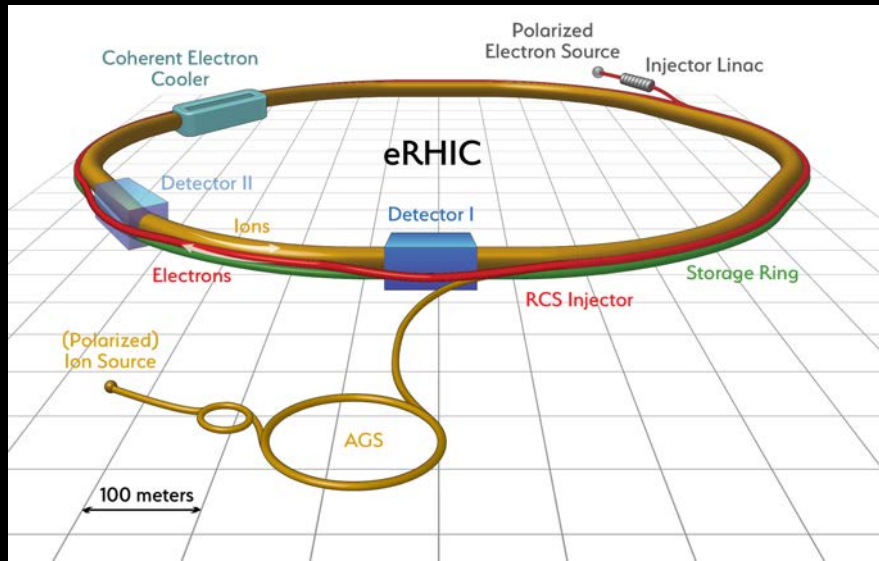 Polarized
Electron Source
Injector Linac
Coherent Electron
Cooler
eRHIC
Detector II
Ions
Detector I
Electrons
Storage Ring
RCS Injector
(Polarized)
Ion Source
AGS
100 meters